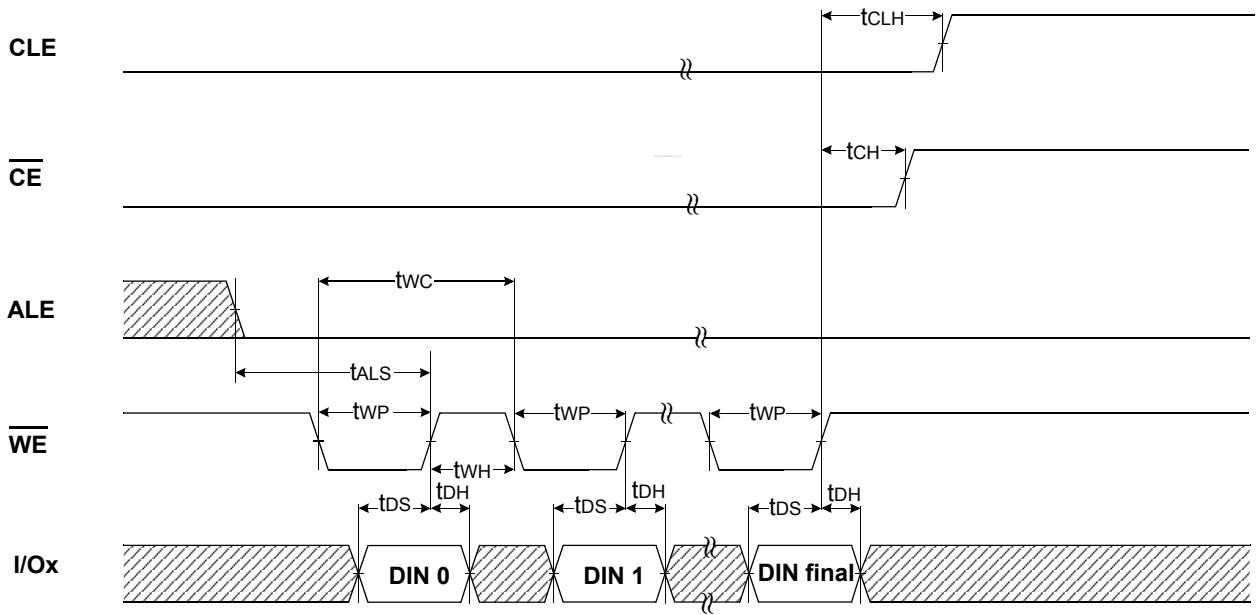 tCLH
CLE
tCH
CE
tWC
ALE
tALS
tWP
tWP
tWP
WE
tWH
tDS
tDH
tDS
tDH
tDS
tDH
I/Ox
DIN 0
DIN 1
DIN final